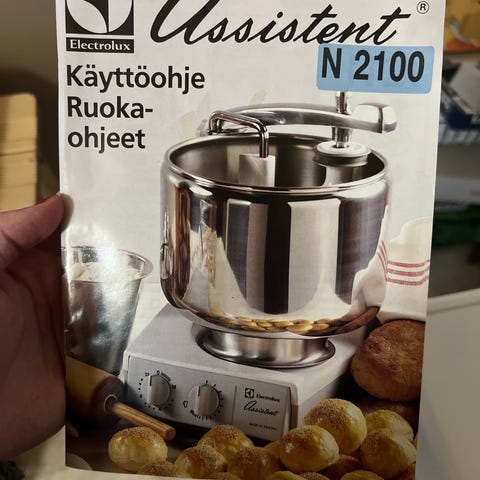 Electrolux
Assistent®
N 2100
Käyttöohje
Ruoka-
ohjeet
Electrolux
Assistent